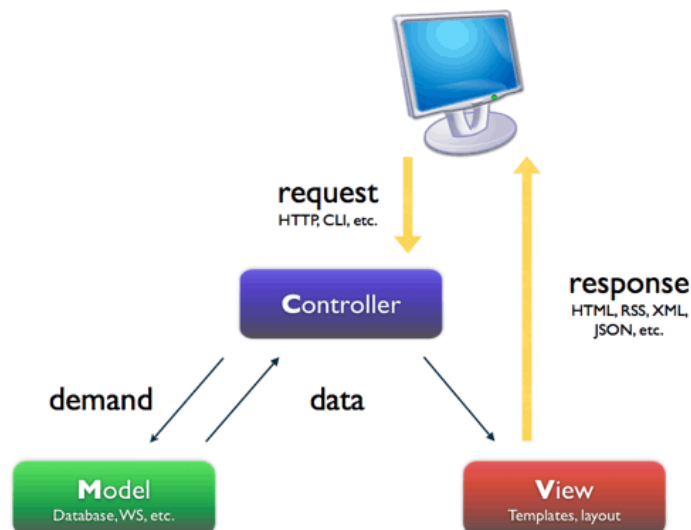 request
HTTP, CLI, etc.
Controller
response
HTML, RSS, XML,
JSON, etc.
demand
data
Model
Database, WS, etc.
View
Templates, layout